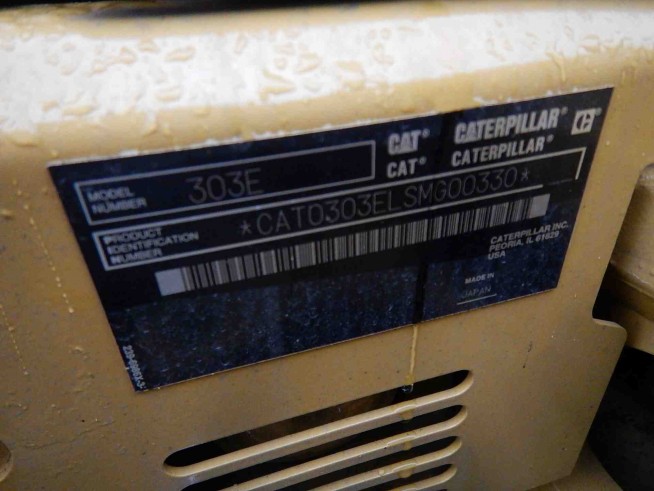 CAT® CATERPILLAR®
CAT® CATERPILLAR®
MODEL
NUMBER
303E
PRODUCT
IDENTIFICATION
NUMBER
*CAT0303ELSMG00330*
CATERPILLAR INC.
PEORIA, IL 61629
USA
MADE IN
JAPAN